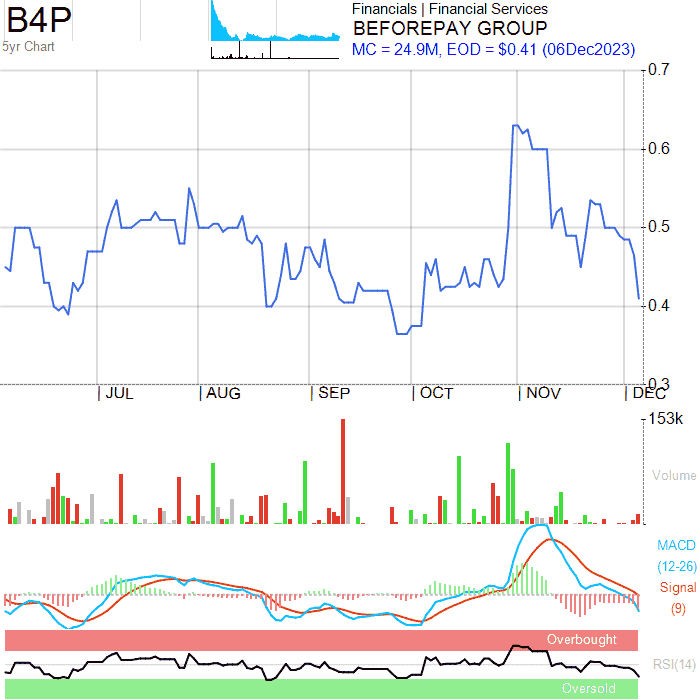 B4P
5yr Chart
Financials | Financial Services
BEFOREPAY GROUP
MC = 24.9M, EOD = $0.41 (06Dec2023)
0.7
0.6
0.5
0.4
0.3
| JUL | AUG | SEP | OCT | NOV | DEC
153k
Volume
MACD
(12-26)
Signal
(9)
Overbought
RSI(14)
Oversold